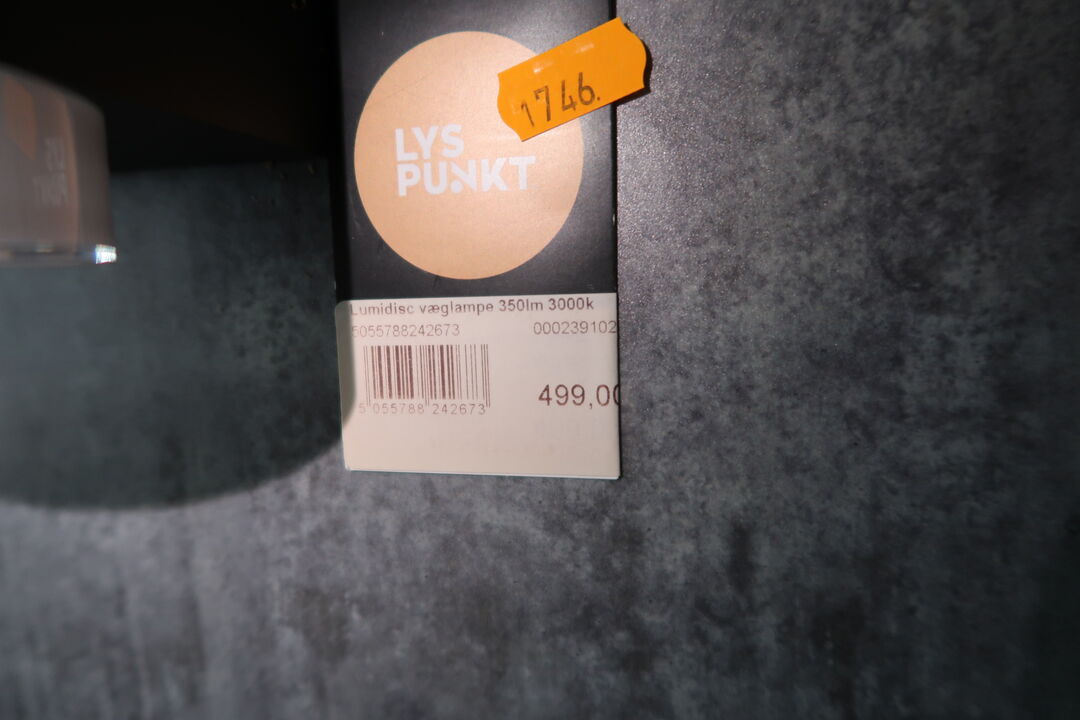 1746.
LYS
PUNKT
Lumidisc væglampe 350lm 3000k
5055788242673
000239102
499,00
5 055788 242673